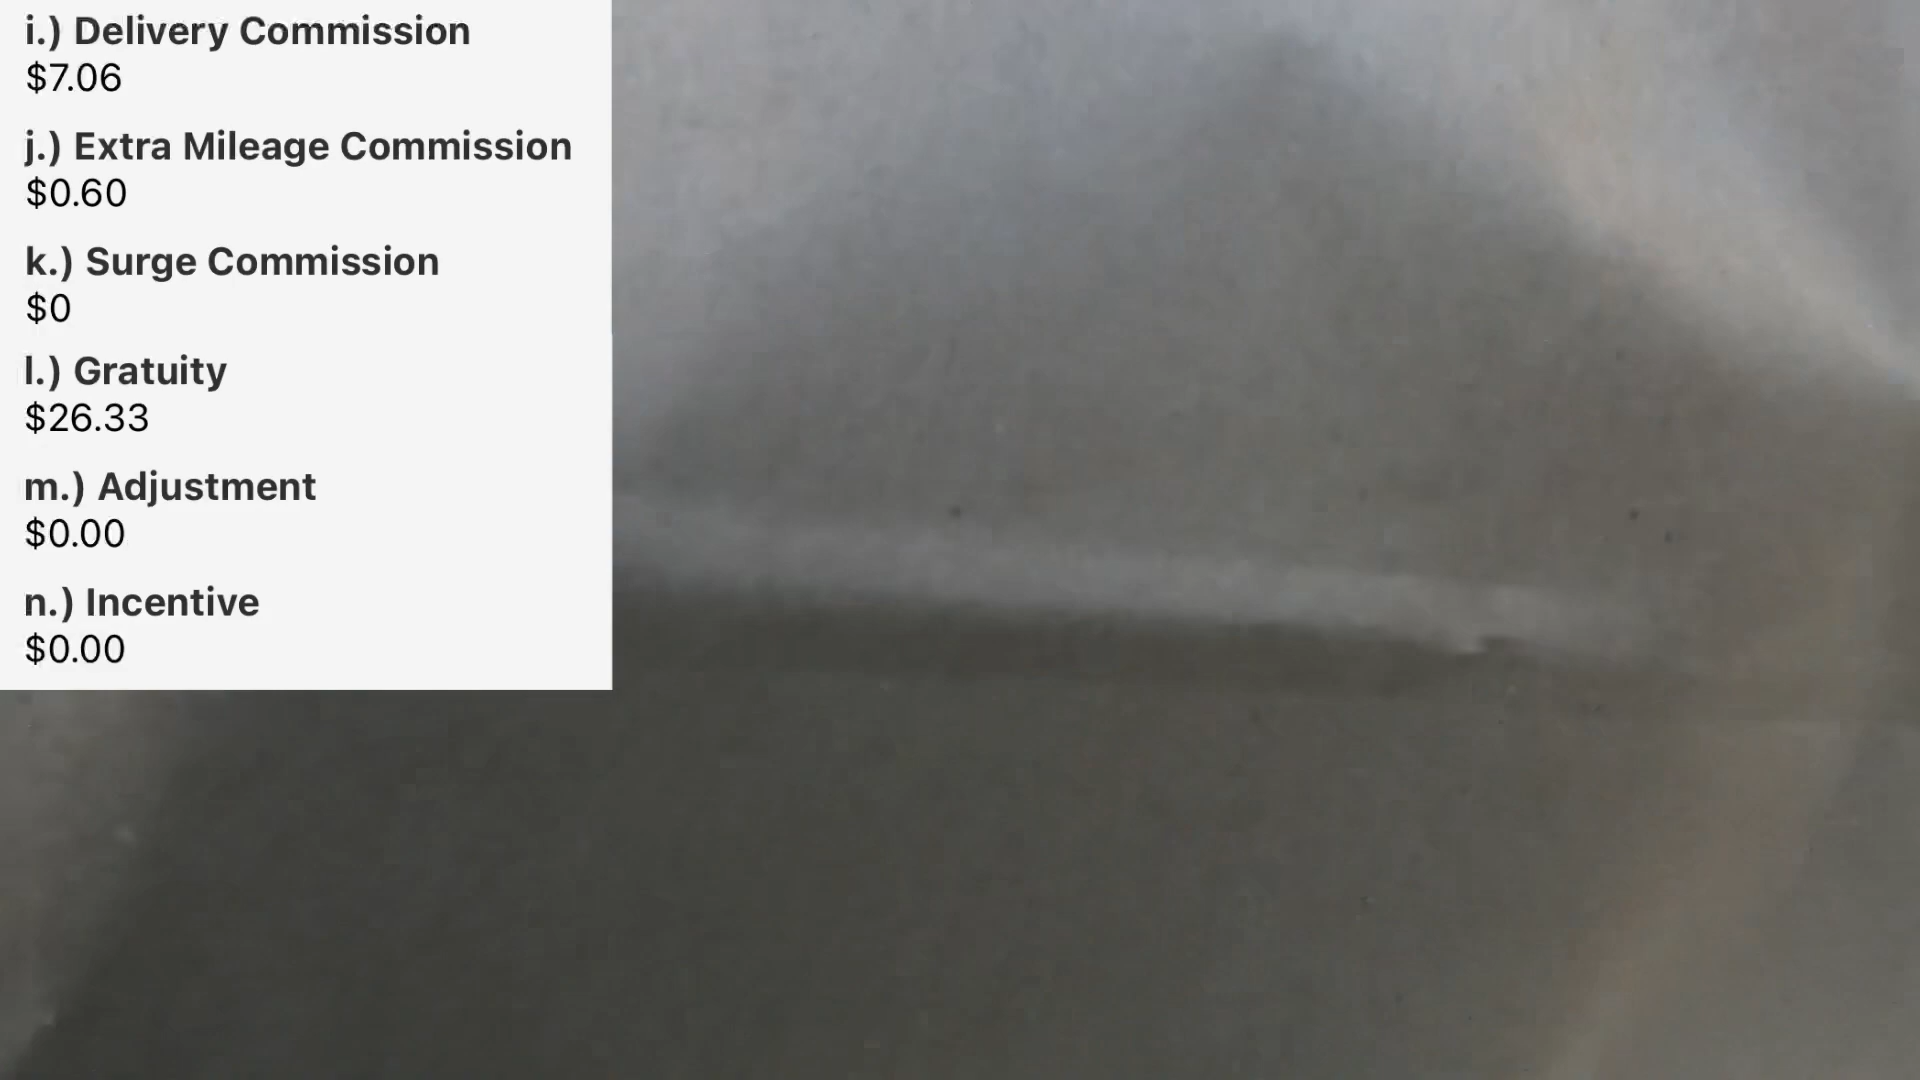 i.) Delivery Commission
$7.06
j.) Extra Mileage Commission
$0.60
k.) Surge Commission
$0
l.) Gratuity
$26.33
m.) Adjustment
$0.00
n.) Incentive
$0.00